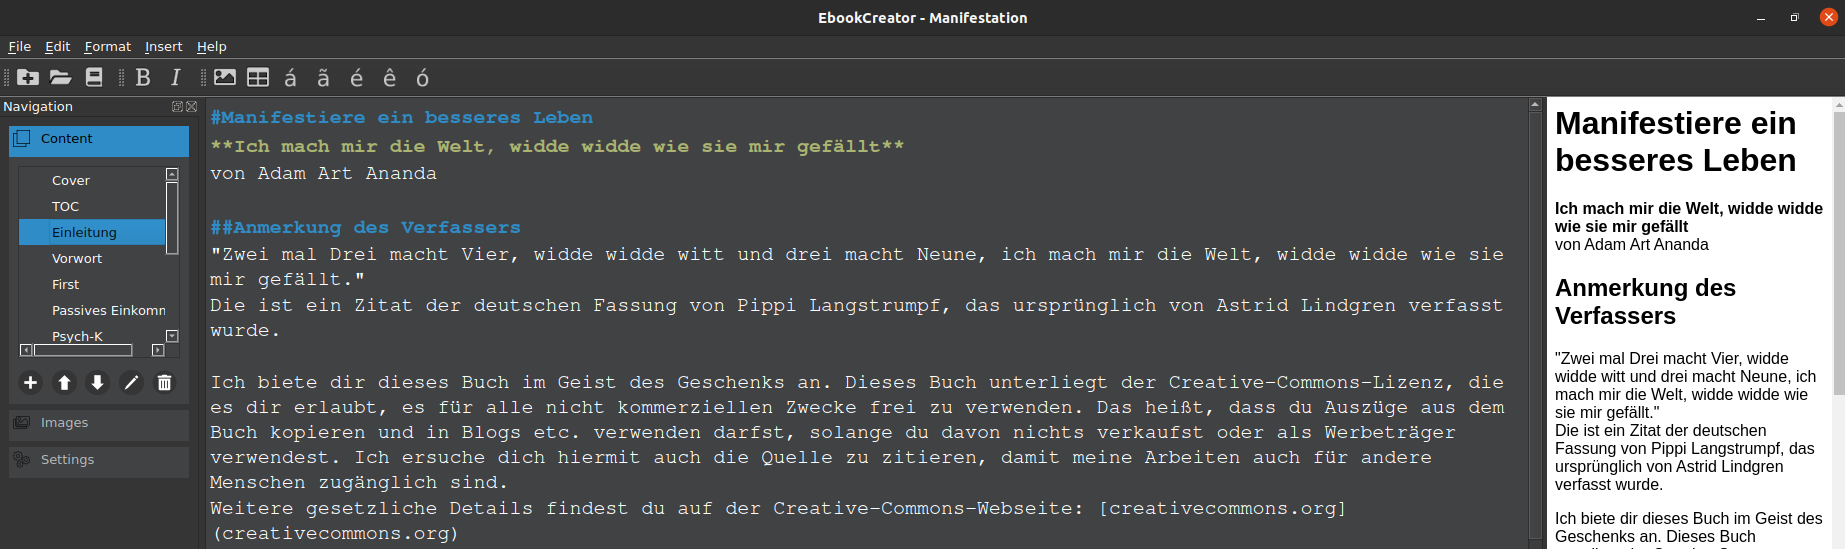 EbookCreator - Manifestation
File Edit Format Insert Help
B I á ã é ê ó
Navigation
Content
Cover
TOC
Einleitung
Vorwort
First
Passives Einkomm
Psych-K
Images
Settings
#Manifestiere ein besseres Leben
**Ich mach mir die Welt, widde widde wie sie mir gefällt**
von Adam Art Ananda
##Anmerkung des Verfassers
"Zwei mal Drei macht Vier, widde widde witt und drei macht Neune, ich mach mir die Welt, widde widde wie sie
mir gefällt."
Die ist ein Zitat der deutschen Fassung von Pippi Langstrumpf, das ursprünglich von Astrid Lindgren verfasst
wurde.
Ich biete dir dieses Buch im Geist des Geschenks an. Dieses Buch unterliegt der Creative-Commons-Lizenz, die
es dir erlaubt, es für alle nicht kommerziellen Zwecke frei zu verwenden. Das heißt, dass du Auszüge aus dem
Buch kopieren und in Blogs etc. verwenden darfst, solange du davon nichts verkaufst oder als Werbeträger
verwendest. Ich ersuche dich hiermit auch die Quelle zu zitieren, damit meine Arbeiten auch für andere
Menschen zugänglich sind.
Weitere gesetzliche Details findest du auf der Creative-Commons-Webseite: [creativecommons.org]
(creativecommons.org)
Manifestiere ein
besseres Leben
Ich mach mir die Welt, widde widde
wie sie mir gefällt
von Adam Art Ananda
Anmerkung des
Verfassers
"Zwei mal Drei macht Vier, widde
widde witt und drei macht Neune, ich
mach mir die Welt, widde widde wie
sie mir gefällt."
Die ist ein Zitat der deutschen
Fassung von Pippi Langstrumpf, das
ursprünglich von Astrid Lindgren
verfasst wurde.
Ich biete dir dieses Buch im Geist des
Geschenks an. Dieses Buch